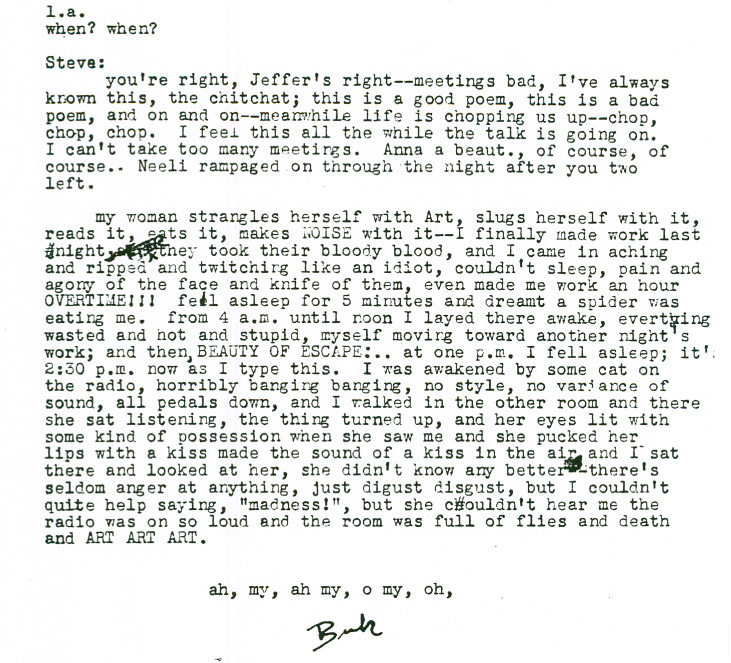 l.a.
when? when?
Steve:
you're right, Jeffer's right--meetings bad, I've always
known this, the chitchat; this is a good poem, this is a bad
poem, and on and on--meanwhile life is chopping us up--chop,
chop, chop. I feel this all the while the talk is going on.
I can't take too many meetings. Anna a beaut., of course, of
course.. Neeli rampaged on through the night after you two
left.
my woman strangles herself with Art, slugs herself with it,
reads it, eats it, makes NOISE with it--I finally made work last
#night, they took their bloody blood, and I came in aching
and ripped and twitching like an idiot, couldn't sleep, pain and
agony of the face and knife of them, even made me work an hour
OVERTIME!!! fell asleep for 5 minutes and dreamt a spider was
eating me. from 4 a.m. until noon I layed there awake, everthing
wasted and hot and stupid, myself moving toward another night's
work; and then, BEAUTY OF ESCAPE:.. at one p.m. I fell asleep; it'
2:30 p.m. now as I type this. I was awakened by some cat on
the radio, horribly banging banging, no style, no variance of
sound, all pedals down, and I walked in the other room and there
she sat listening, the thing turned up, and her eyes lit with
some kind of possession when she saw me and she pucked her
lips with a kiss made the sound of a kiss in the air and I sat
there and looked at her, she didn't know any better--there's
seldom anger at anything, just digust disgust, but I couldn't
quite help saying, "madness!", but she c#ouldn't hear me the
radio was on so loud and the room was full of flies and death
and ART ART ART.
ah, my, ah my, o my, oh,
Buk